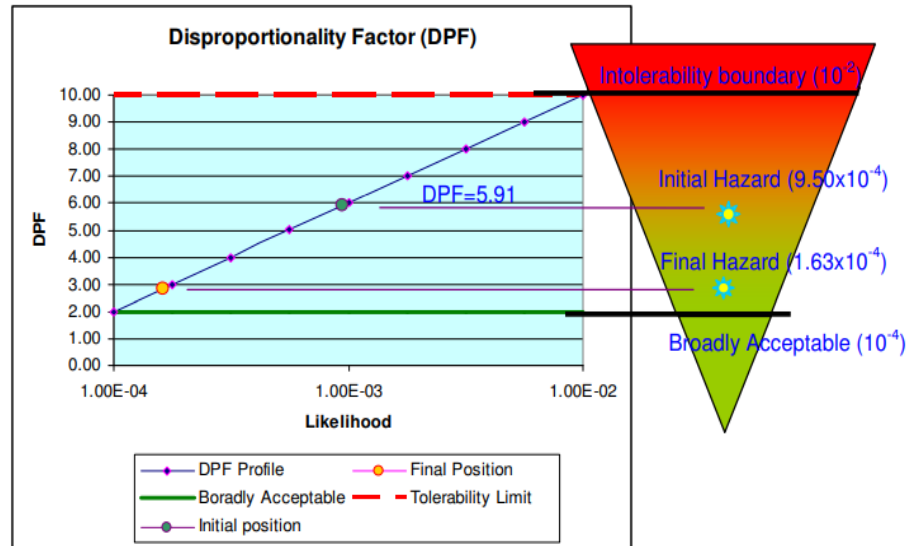 Disproportionality Factor (DPF)
Intolerability boundary (10⁻²)
10.00
9.00
8.00
7.00
6.00
5.00
4.00
3.00
2.00
1.00
0.00
DPF
DPF=5.91
Initial Hazard (9.50x10⁻⁴)
Final Hazard (1.63x10⁻⁴)
Broadly Acceptable (10⁻⁴)
1.00E-04
1.00E-03
1.00E-02
Likelihood
DPF Profile
Final Position
Boradly Acceptable
Tolerability Limit
Initial position